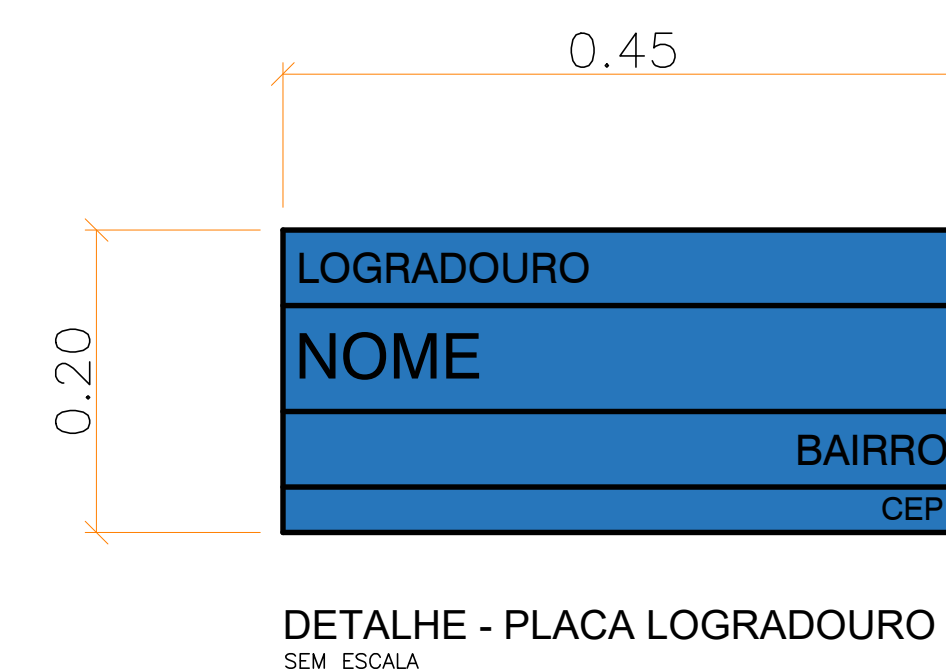 0.45
LOGRADOURO
NOME
0.20
BAIRRO
CEP
DETALHE - PLACA LOGRADOURO
SEM ESCALA